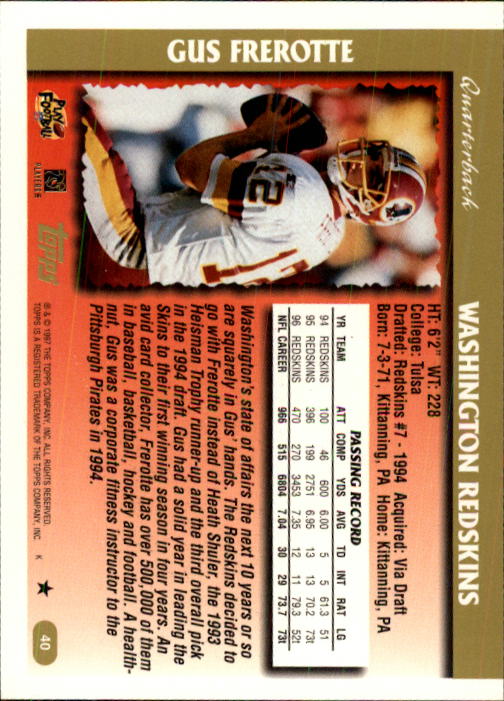 GUS FREROTTE
Quarterback
WASHINGTON REDSKINS
HT: 6'2" WT: 228
College: Tulsa
Drafted: Redskins #7 - 1994 Acquired: Via Draft
Born: 7-3-71, Kittanning, PA Home: Kittanning, PA
PASSING RECORD
YR TEAM ATT COMP YDS AVG TD INT RAT LG
94 REDSKINS 100 46 600 6.00 5 5 61.3 51
95 REDSKINS 396 199 2751 6.95 13 13 70.2 73t
96 REDSKINS 470 270 3453 7.35 12 11 79.3 52t
NFL CAREER 966 515 6804 7.04 30 29 73.7 73t
Washington's state of affairs the next 10 years or so
are squarely in Gus' hands. The Redskins decided to
go with Frerotte instead of Heath Shuler, the 1993
Heisman Trophy runner-up and the third overall pick
in the 1994 draft. Gus had a solid year in leading the
Skins to their first winning season in four years. An
avid card collector, Frerotte has over 500,000 of them
in baseball, basketball, hockey and football. A health-
nut, Gus was a corporate fitness instructor to the
Pittsburgh Pirates in 1994.
® & © 1997 THE TOPPS COMPANY, INC. ALL RIGHTS RESERVED.
TOPPS IS A REGISTERED TRADEMARK OF THE TOPPS COMPANY, INC. K
40
12
PLAY FOOTBALL
PLAYERS
TOPPS